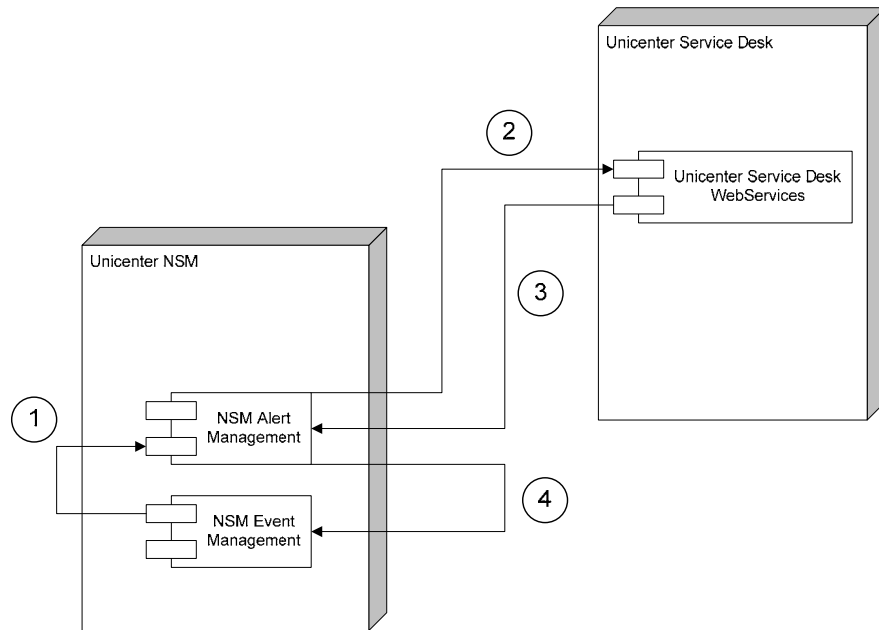 Unicenter Service Desk
2
Unicenter Service Desk
WebServices
Unicenter NSM
3
1
NSM Alert
Management
4
NSM Event
Management